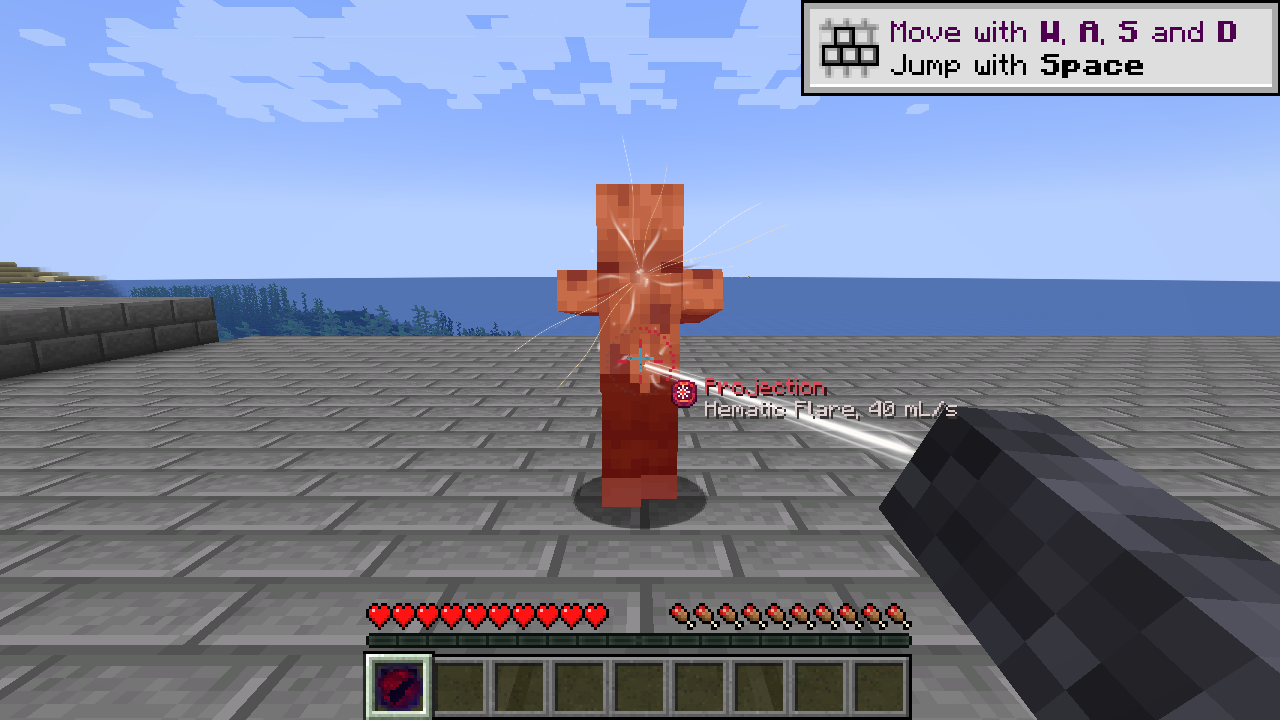 Move with W, A, S and D
Jump with Space
Projection
Hematic Flare, 40 mL/s